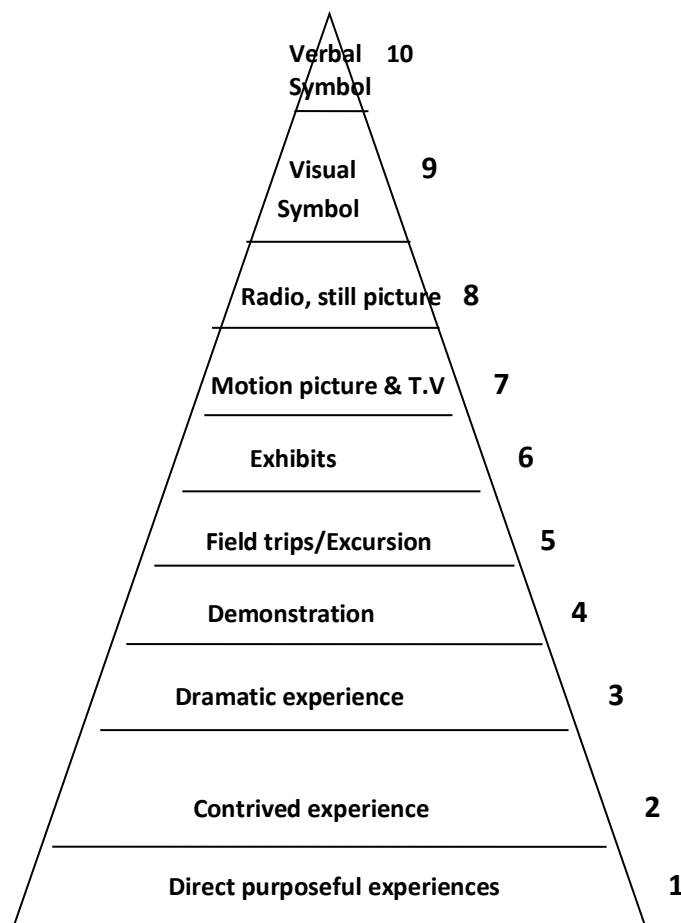 Verbal 10
Symbol
Visual 9
Symbol
Radio, still picture 8
Motion picture & T.V 7
Exhibits 6
Field trips/Excursion 5
Demonstration 4
Dramatic experience 3
Contrived experience 2
Direct purposeful experiences 1